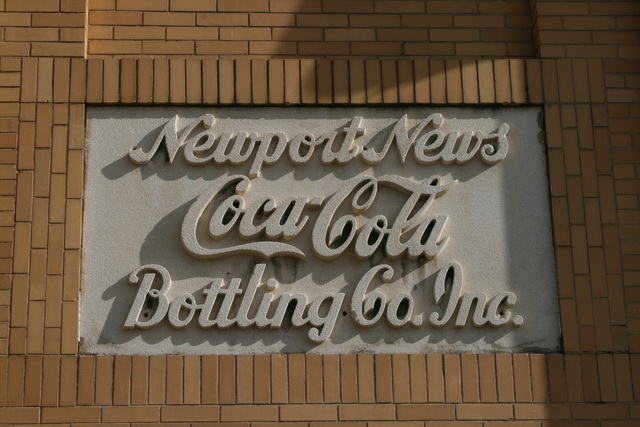 Newport News
Coca Cola
Bottling Co. Inc.